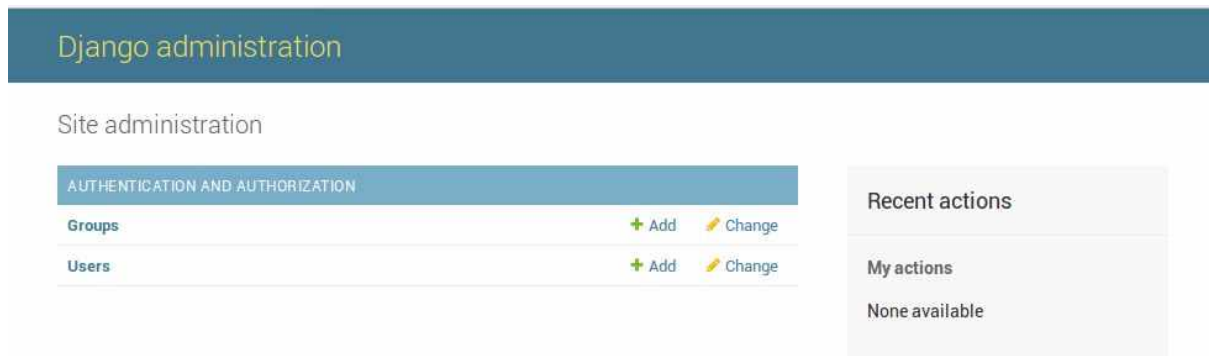 Django administration
Site administration
AUTHENTICATION AND AUTHORIZATION
Groups + Add Change
Users + Add Change
Recent actions
My actions
None available